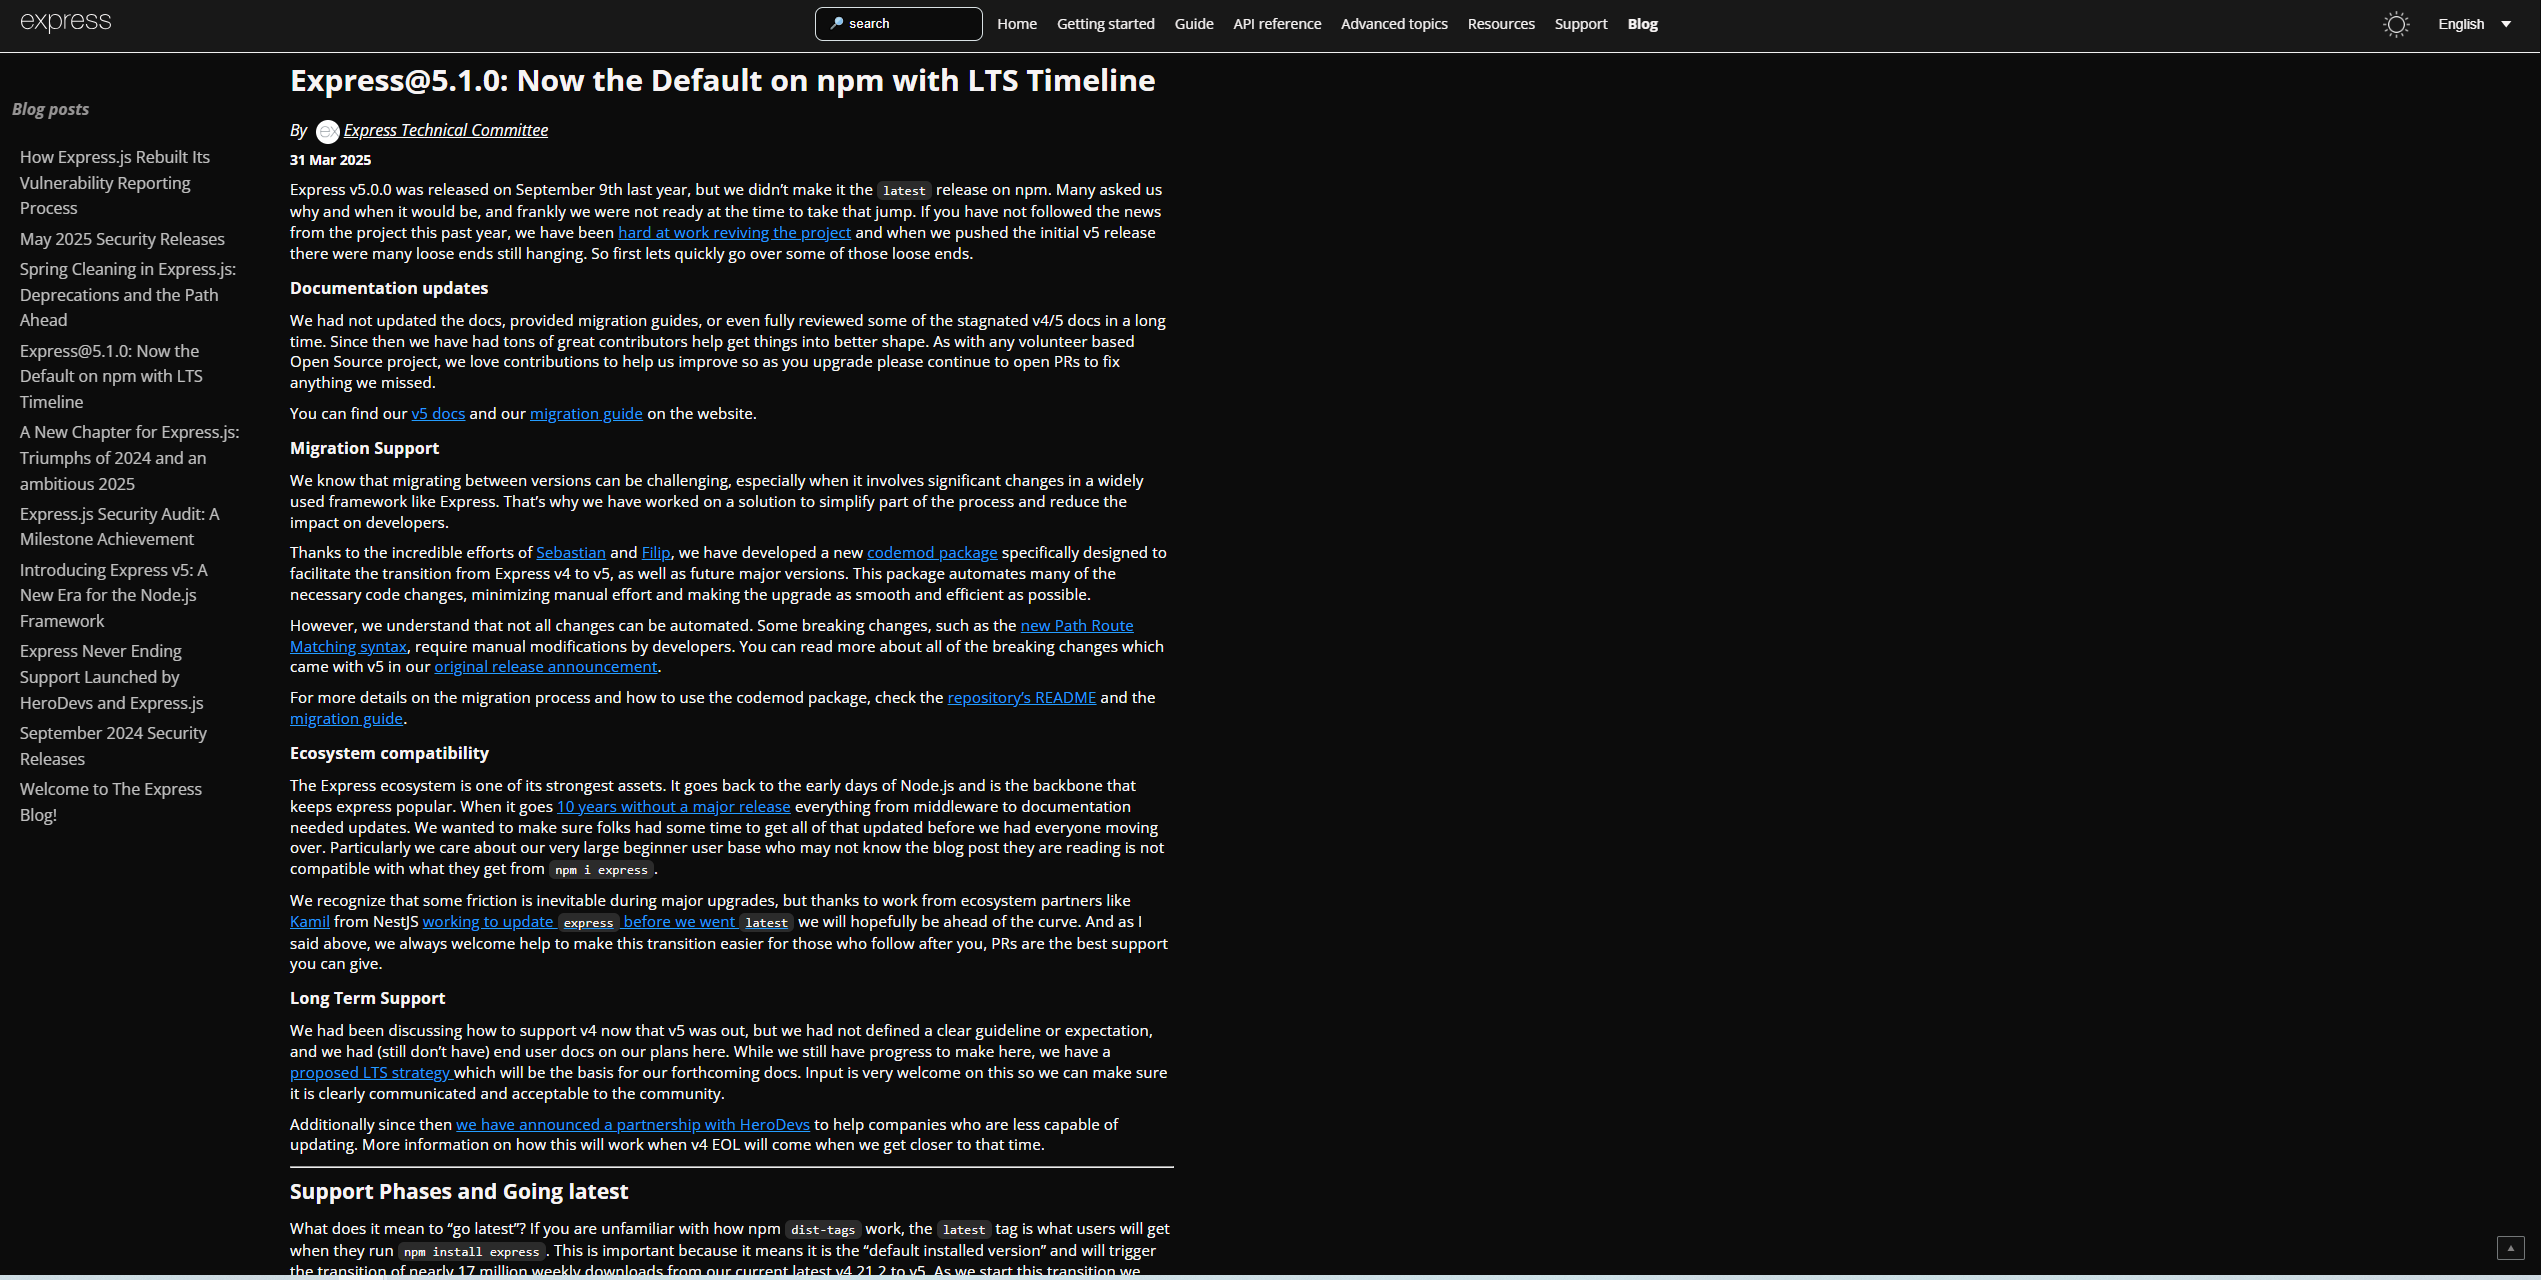 express
search
Home Getting started Guide API reference Advanced topics Resources Support Blog
English
Blog posts
How Express.js Rebuilt Its
Vulnerability Reporting
Process
May 2025 Security Releases
Spring Cleaning in Express.js:
Deprecations and the Path
Ahead
Express@5.1.0: Now the
Default on npm with LTS
Timeline
A New Chapter for Express.js:
Triumphs of 2024 and an
ambitious 2025
Express.js Security Audit: A
Milestone Achievement
Introducing Express v5: A
New Era for the Node.js
Framework
Express Never Ending
Support Launched by
HeroDevs and Express.js
September 2024 Security
Releases
Welcome to The Express
Blog!
Express@5.1.0: Now the Default on npm with LTS Timeline
By ex Express Technical Committee
31 Mar 2025
Express v5.0.0 was released on September 9th last year, but we didn’t make it the latest release on npm. Many asked us
why and when it would be, and frankly we were not ready at the time to take that jump. If you have not followed the news
from the project this past year, we have been hard at work reviving the project and when we pushed the initial v5 release
there were many loose ends still hanging. So first lets quickly go over some of those loose ends.
Documentation updates
We had not updated the docs, provided migration guides, or even fully reviewed some of the stagnated v4/5 docs in a long
time. Since then we have had tons of great contributors help get things into better shape. As with any volunteer based
Open Source project, we love contributions to help us improve so as you upgrade please continue to open PRs to fix
anything we missed.
You can find our v5 docs and our migration guide on the website.
Migration Support
We know that migrating between versions can be challenging, especially when it involves significant changes in a widely
used framework like Express. That’s why we have worked on a solution to simplify part of the process and reduce the
impact on developers.
Thanks to the incredible efforts of Sebastian and Filip, we have developed a new codemod package specifically designed to
facilitate the transition from Express v4 to v5, as well as future major versions. This package automates many of the
necessary code changes, minimizing manual effort and making the upgrade as smooth and efficient as possible.
However, we understand that not all changes can be automated. Some breaking changes, such as the new Path Route
Matching syntax, require manual modifications by developers. You can read more about all of the breaking changes which
came with v5 in our original release announcement.
For more details on the migration process and how to use the codemod package, check the repository’s README and the
migration guide.
Ecosystem compatibility
The Express ecosystem is one of its strongest assets. It goes back to the early days of Node.js and is the backbone that
keeps express popular. When it goes 10 years without a major release everything from middleware to documentation
needed updates. We wanted to make sure folks had some time to get all of that updated before we had everyone moving
over. Particularly we care about our very large beginner user base who may not know the blog post they are reading is not
compatible with what they get from npm i express.
We recognize that some friction is inevitable during major upgrades, but thanks to work from ecosystem partners like
Kamil from NestJS working to update express before we went latest we will hopefully be ahead of the curve. And as I
said above, we always welcome help to make this transition easier for those who follow after you, PRs are the best support
you can give.
Long Term Support
We had been discussing how to support v4 now that v5 was out, but we had not defined a clear guideline or expectation,
and we had (still don’t have) end user docs on our plans here. While we still have progress to make here, we have a
proposed LTS strategy which will be the basis for our forthcoming docs. Input is very welcome on this so we can make sure
it is clearly communicated and acceptable to the community.
Additionally since then we have announced a partnership with HeroDevs to help companies who are less capable of
updating. More information on how this will work when v4 EOL will come when we get closer to that time.
Support Phases and Going latest
What does it mean to “go latest”? If you are unfamiliar with how npm dist-tags work, the latest tag is what users will get
when they run npm install express. This is important because it means it is the “default installed version” and will trigger
the transition of nearly 17 million weekly downloads from our current latest v4.21.2 to v5. As we start this transition we